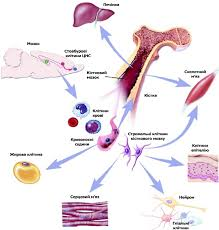 Печінка
Мозок
Стовбурові
клітини ЦНС
Кістковий
мозок
Скелетний
м'яз
Кістка
Клітини
крові
Кровоносні
судини
Стромальні клітини
кісткового мозку
Клітини
епітелію
Жирова клітина
Серцевий м'яз
Нейрон
Гліальні
клітини